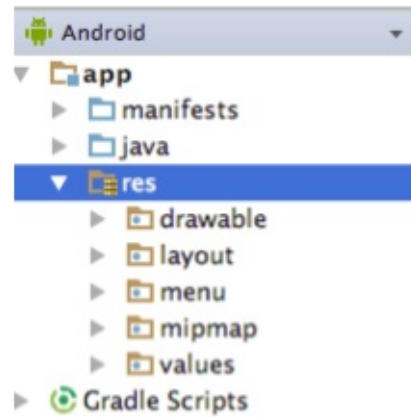 Android
app
manifests
java
res
drawable
layout
menu
mipmap
values
Gradle Scripts